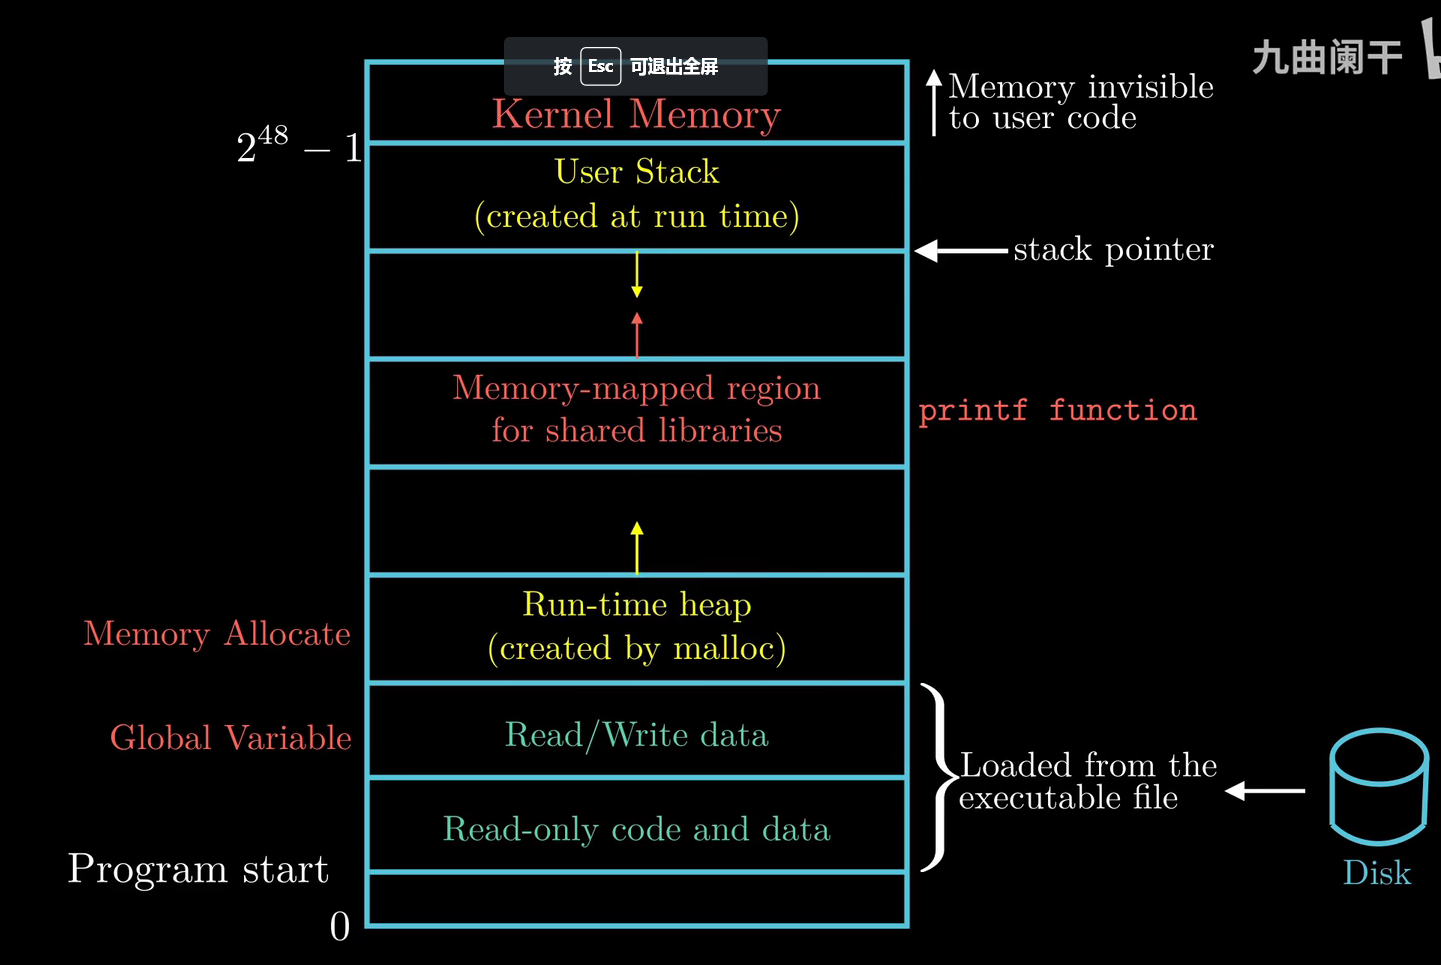 九曲阑干
按 Esc 可退出全屏
Kernel Memory
Memory invisible
to user code
2^48 − 1
User Stack
(created at run time)
stack pointer
Memory-mapped region
for shared libraries
printf function
Run-time heap
(created by malloc)
Memory Allocate
Read/Write data
Global Variable
Loaded from the
executable file
Read-only code and data
Program start
Disk
0